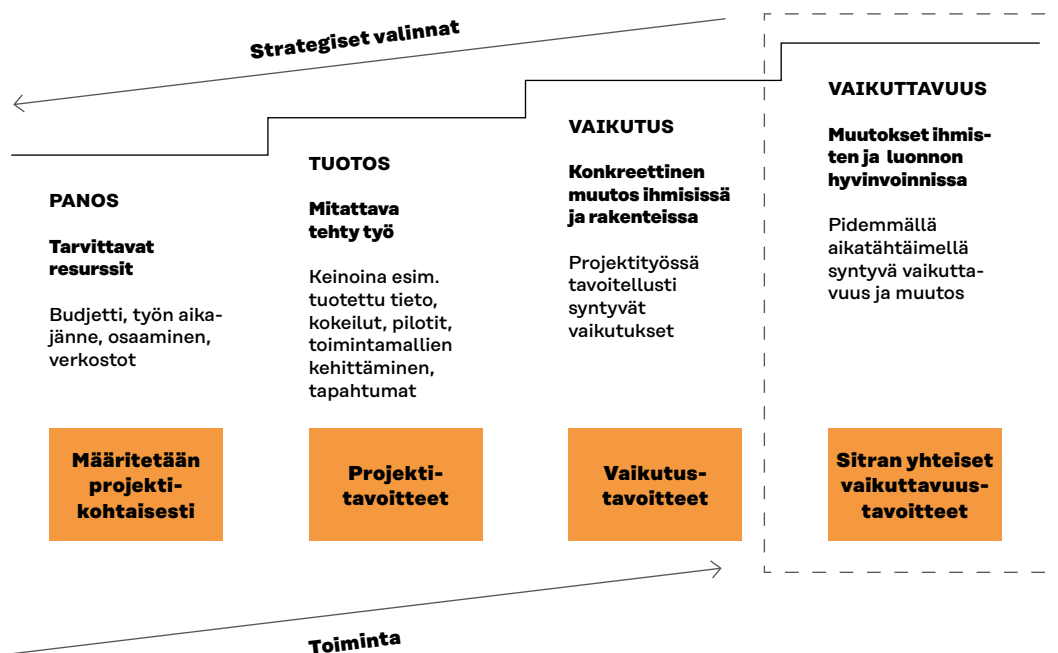 Strategiset valinnat
PANOS
Tarvittavat
resurssit
Budjetti, työn aika-
jänne, osaaminen,
verkostot
Määritetään
projekti-
kohtaisesti
TUOTOS
Mitattava
tehty työ
Keinoina esim.
tuotettu tieto,
kokeilut, pilotit,
toimintamallien
kehittäminen,
tapahtumat
Projekti-
tavoitteet
VAIKUTUS
Konkreettinen
muutos ihmisissä
ja rakenteissa
Projektityössä
tavoitellusti
syntyvät
vaikutukset
Vaikutus-
tavoitteet
VAIKUTTAVUUS
Muutokset ihmis-
ten ja luonnon
hyvinvoinnissa
Pidemmällä
aikatähtäimellä
syntyvä vaikutta-
vuus ja muutos
Sitran yhteiset
vaikuttavuus-
tavoitteet
Toiminta